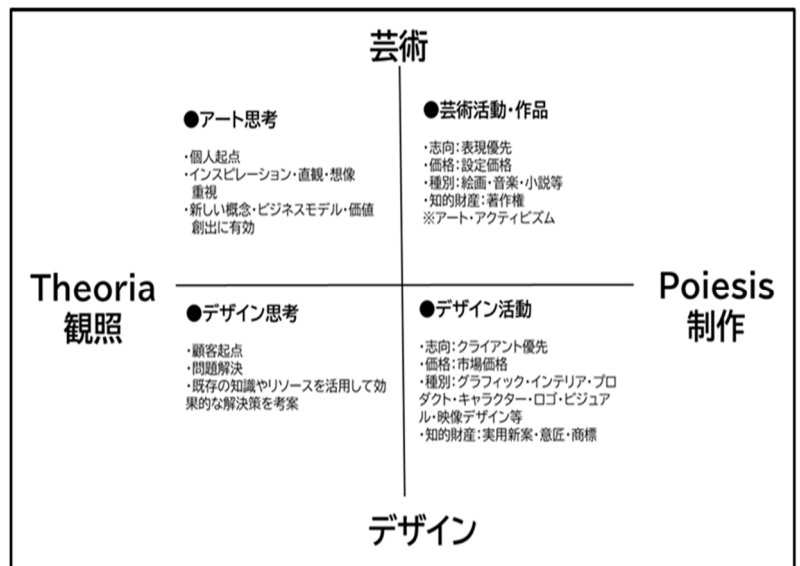 芸術
●アート思考
・個人起点
・インスピレーション・直観・想像
重視
・新しい概念・ビジネスモデル・価値
創出に有効
●芸術活動・作品
・志向:表現優先
・価格:設定価格
・種別:絵画・音楽・小説等
・知的財産:著作権
※アート・アクティビズム
Theoria
観照
Poiesis
制作
●デザイン思考
・顧客起点
・問題解決
・既存の知識やリソースを活用して効
果的な解決策を考案
●デザイン活動
・志向:クライアント優先
・価格:市場価格
・種別:グラフィック・インテリア・プロ
ダクト・キャラクター・ロゴ・ビジュア
ル・映像デザイン等
・知的財産:実用新案・意匠・商標
デザイン